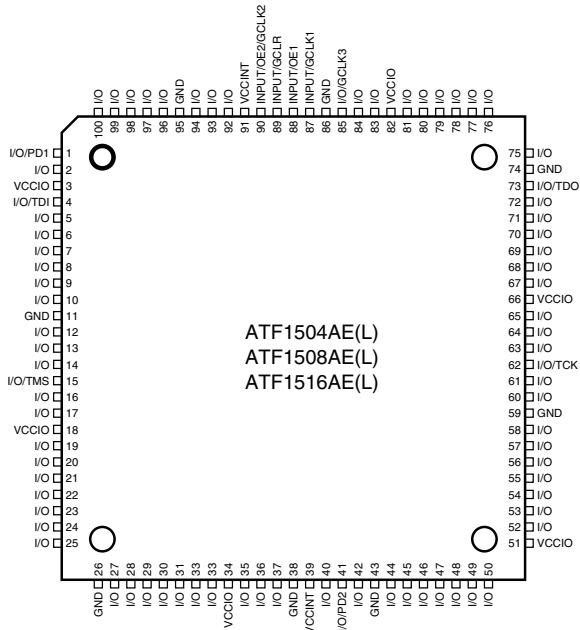 I/O
I/O
I/O
I/O
I/O
GND
I/O
I/O
I/O
VCCINT
INPUT/OE2/GCLK2
INPUT/GCLR
INPUT/OE1
INPUT/GCLK1
GND
I/O/GCLK3
I/O
I/O
VCCIO
I/O
I/O
I/O
I/O
I/O
I/O
100
99
98
97
96
95
94
93
92
91
90
89
88
87
86
85
84
83
82
81
80
79
78
77
76
I/O/PD1 1
I/O 2
VCCIO 3
I/O/TDI 4
I/O 5
I/O 6
I/O 7
I/O 8
I/O 9
I/O 10
GND 11
I/O 12
I/O 13
I/O 14
I/O/TMS 15
I/O 16
I/O 17
VCCIO 18
I/O 19
I/O 20
I/O 21
I/O 22
I/O 23
I/O 24
I/O 25
ATF1504AE(L)
ATF1508AE(L)
ATF1516AE(L)
75 I/O
74 GND
73 I/O/TDO
72 I/O
71 I/O
70 I/O
69 I/O
68 I/O
67 I/O
66 VCCIO
65 I/O
64 I/O
63 I/O
62 I/O/TCK
61 I/O
60 I/O
59 GND
58 I/O
57 I/O
56 I/O
55 I/O
54 I/O
53 I/O
52 I/O
51 VCCIO
26
27
28
29
30
31
33
33
34
35
36
37
38
39
40
41
42
43
44
45
46
47
48
49
50
GND
I/O
I/O
I/O
I/O
I/O
I/O
I/O
VCCIO
I/O
I/O
I/O
GND
VCCINT
I/O
I/O/PD2
I/O
GND
I/O
I/O
I/O
I/O
I/O
I/O
I/O